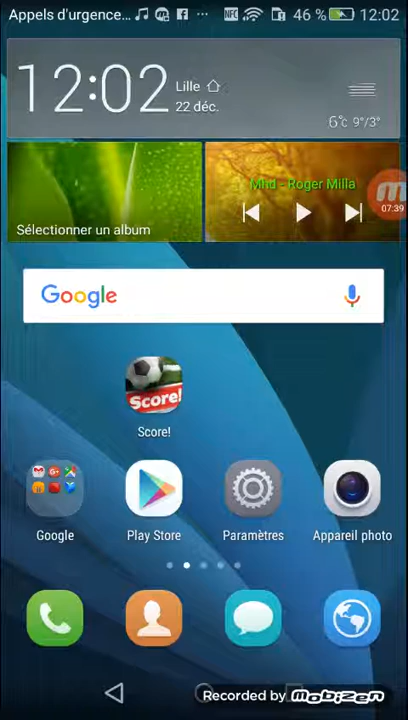 Appels d'urgence... NFC 46 % 12:02
12:02
Lille
22 déc.
6°C 9°/3°
Sélectionner un album
Mhd - Roger Milla
07:39
Google
Score!
Score!
Google
Play Store
Paramètres
Appareil photo
Recorded by mobizen